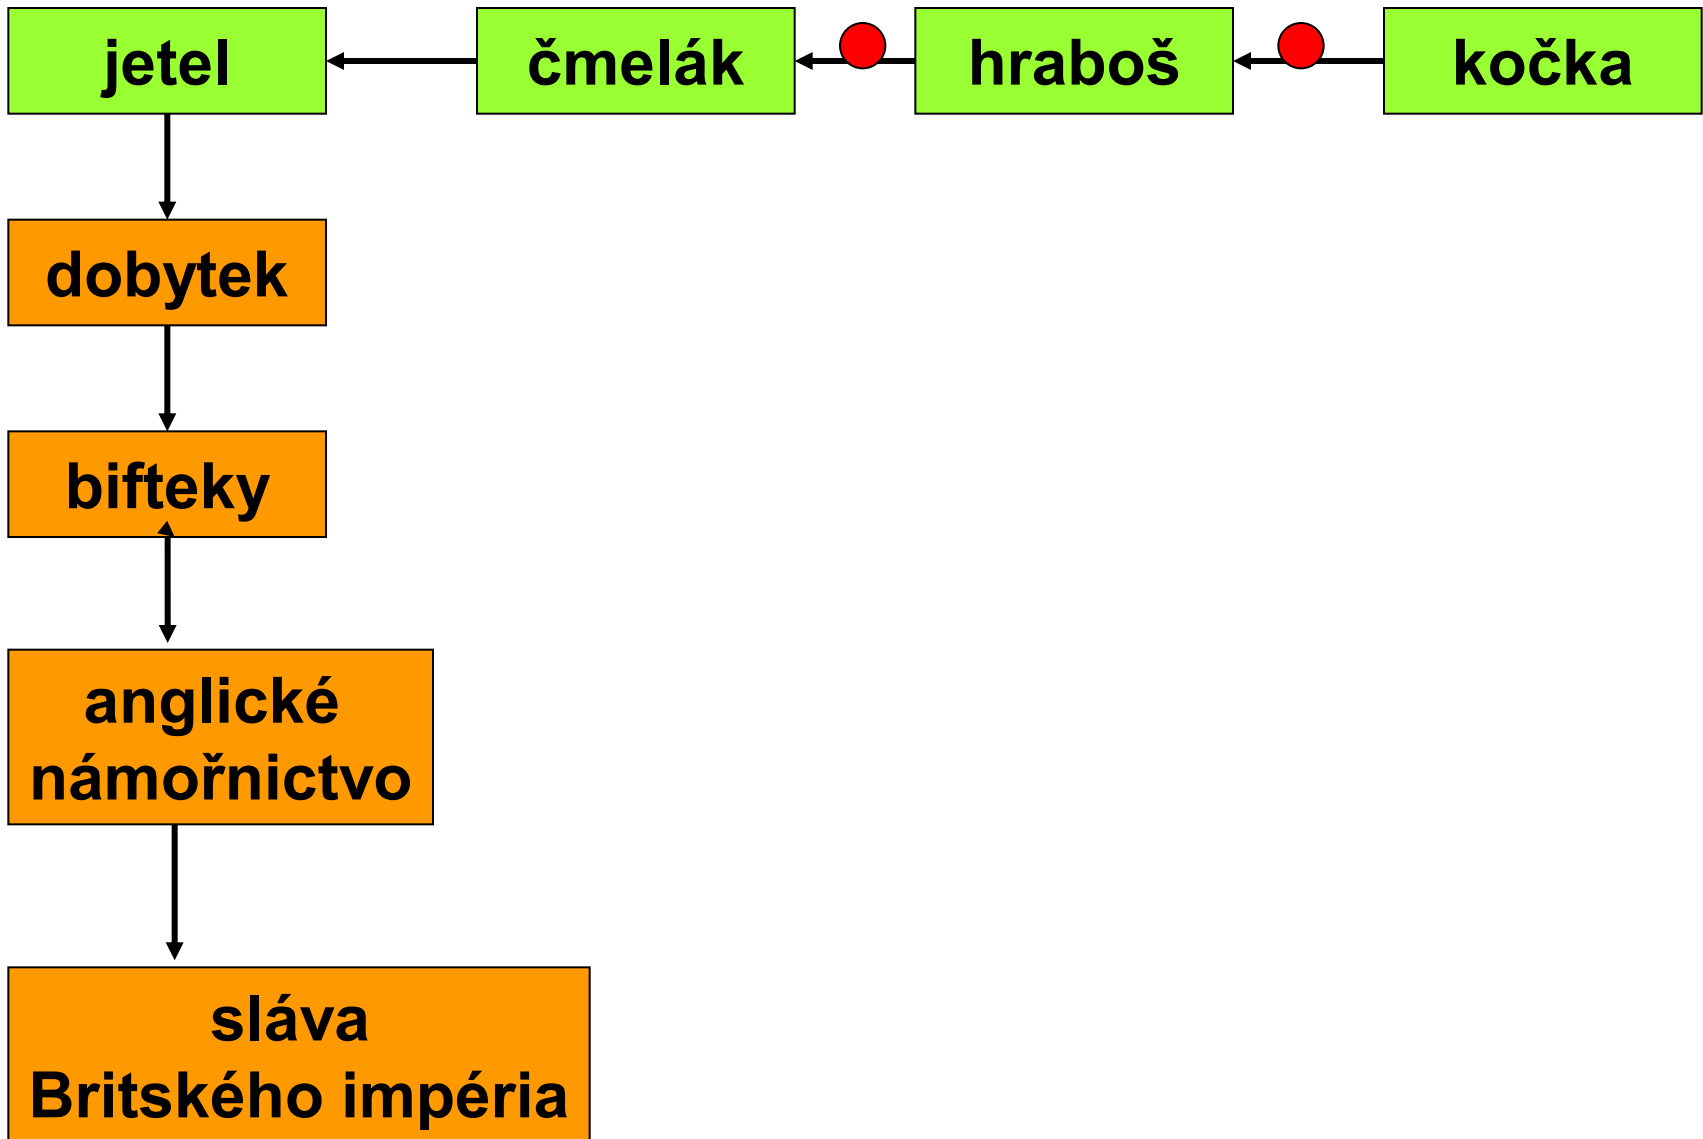 jetel
čmelák
hraboš
kočka
dobytek
bifteky
anglické
námořnictvo
sláva
Britského impéria